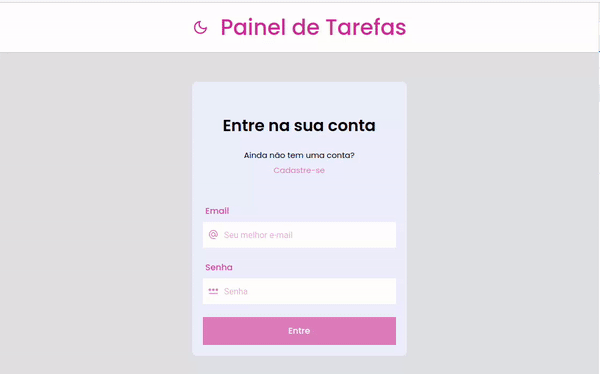 Painel de Tarefas
Entre na sua conta
Ainda não tem uma conta?
Cadastre-se
Email
Seu melhor e-mail
Senha
Senha
Entre